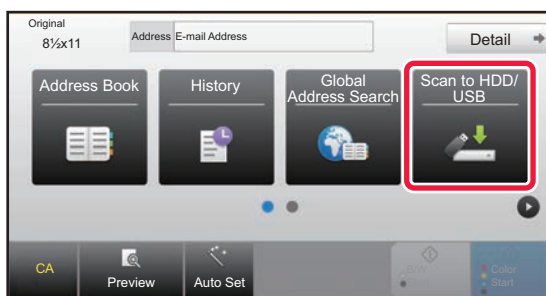 Original
8½x11
Address E-mail Address
Detail
Address Book
History
Global
Address Search
Scan to HDD/
USB
CA
Preview
Auto Set
B/W
Start
Color
Start